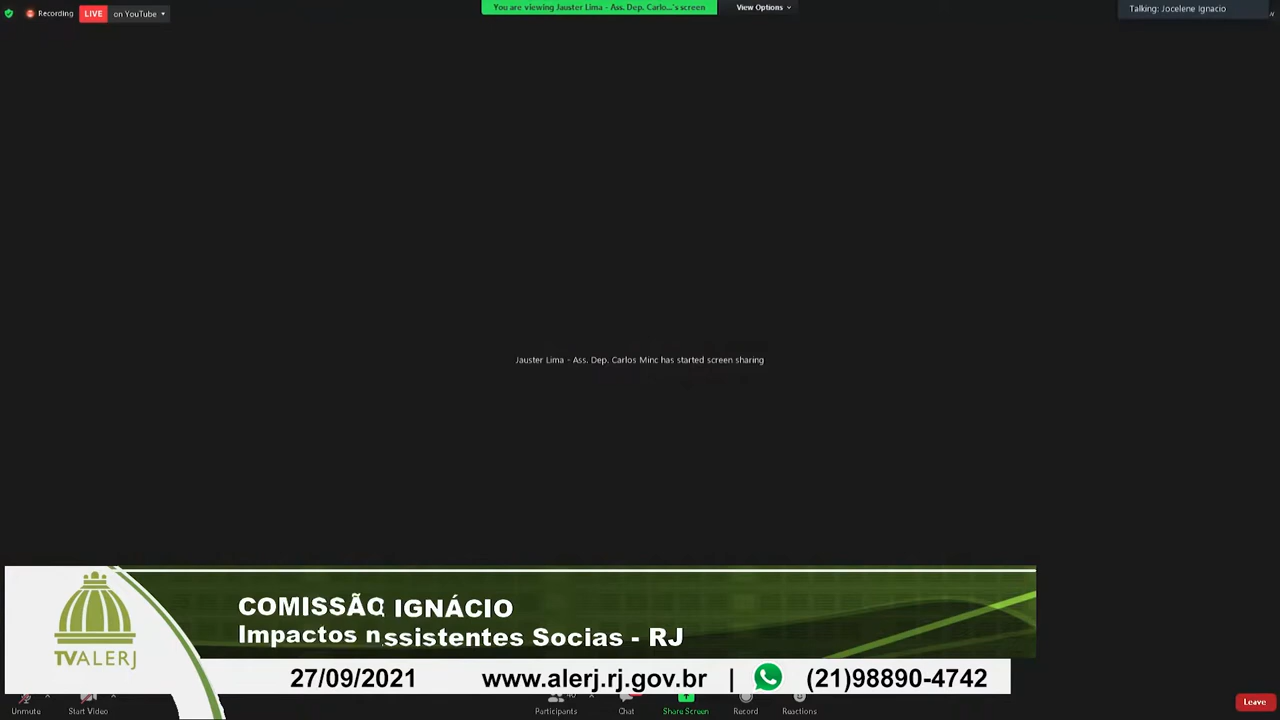 Recording LIVE on YouTube
You are viewing Jauster Lima - Ass. Dep. Carlo...'s screen View Options
Talking: Jocelene Ignacio
Jauster Lima - Ass. Dep. Carlos Minc has started screen sharing
COMISSÃO IGNÁCIO
Impactos n ssistentes Socias - RJ
TVALERJ
27/09/2021 www.alerj.rj.gov.br | (21)98890-4742
Unmute Start Video Participants Chat Share Screen Record Reactions Leave